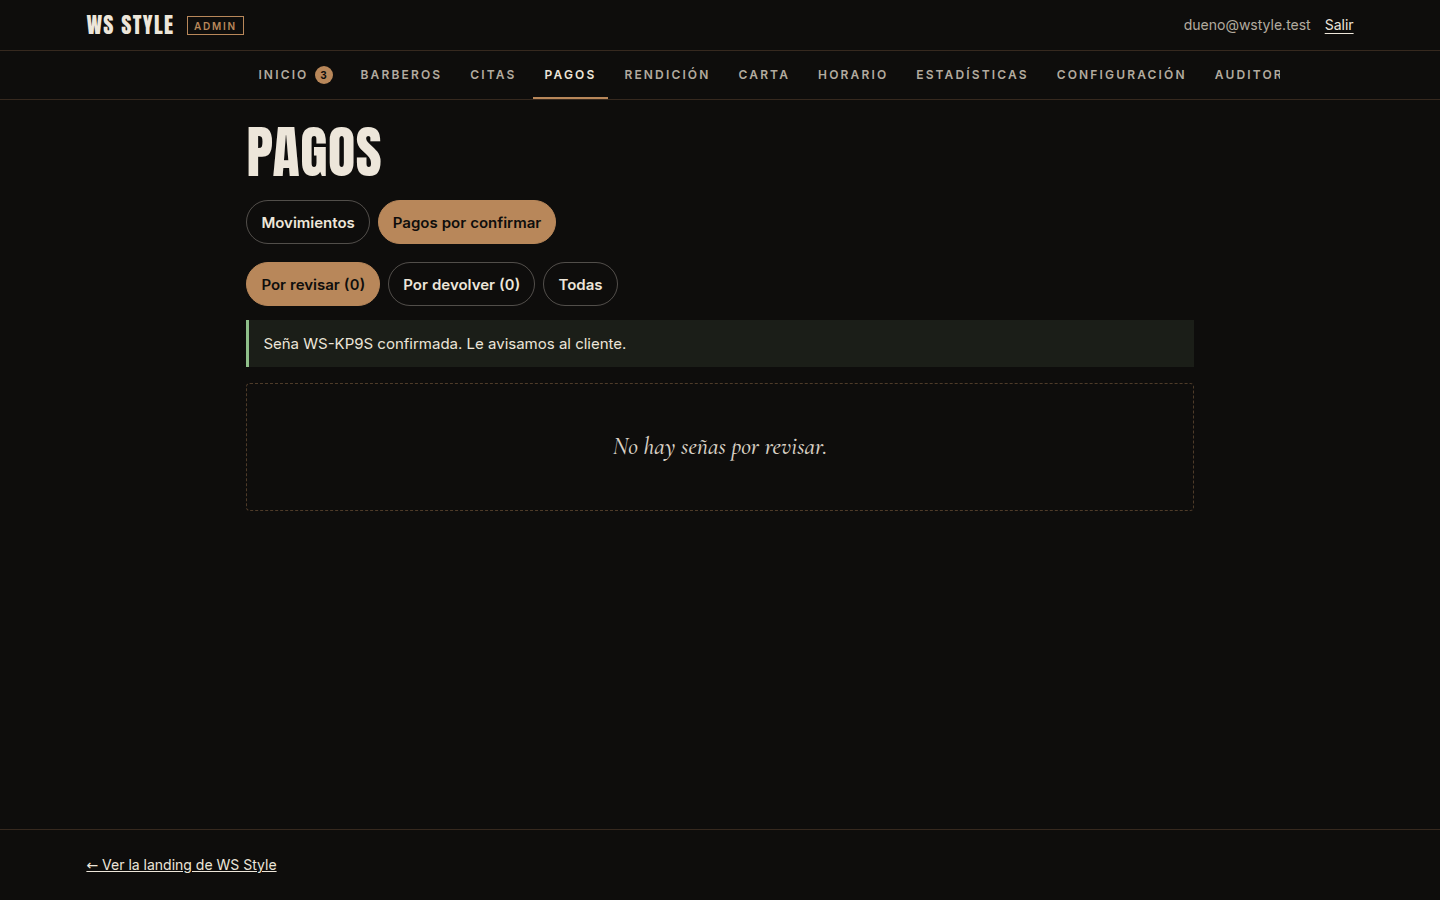 WS STYLE ADMIN dueno@wstyle.test Salir
INICIO 3 BARBEROS CITAS PAGOS RENDICIÓN CARTA HORARIO ESTADÍSTICAS CONFIGURACIÓN AUDITOR
PAGOS
Movimientos Pagos por confirmar
Por revisar (0) Por devolver (0) Todas
Seña WS-KP9S confirmada. Le avisamos al cliente.
No hay señas por revisar.
← Ver la landing de WS Style